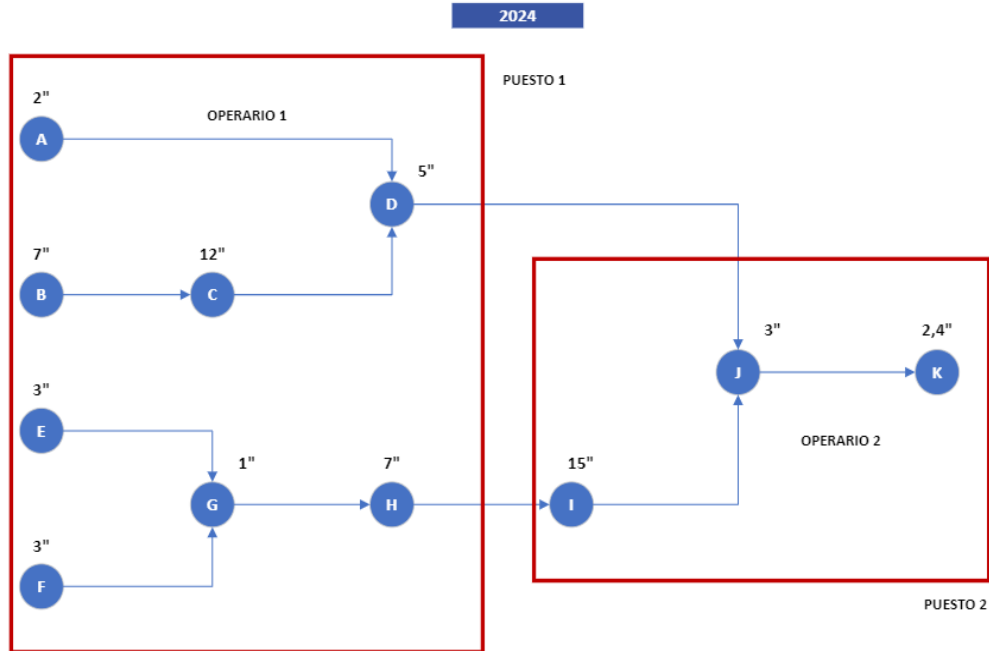 2024
PUESTO 1
2"
OPERARIO 1
A
5"
D
7"
12"
B
C
3"
2,4"
J
K
3"
E
OPERARIO 2
1"
7"
15"
G
H
I
3"
F
PUESTO 2